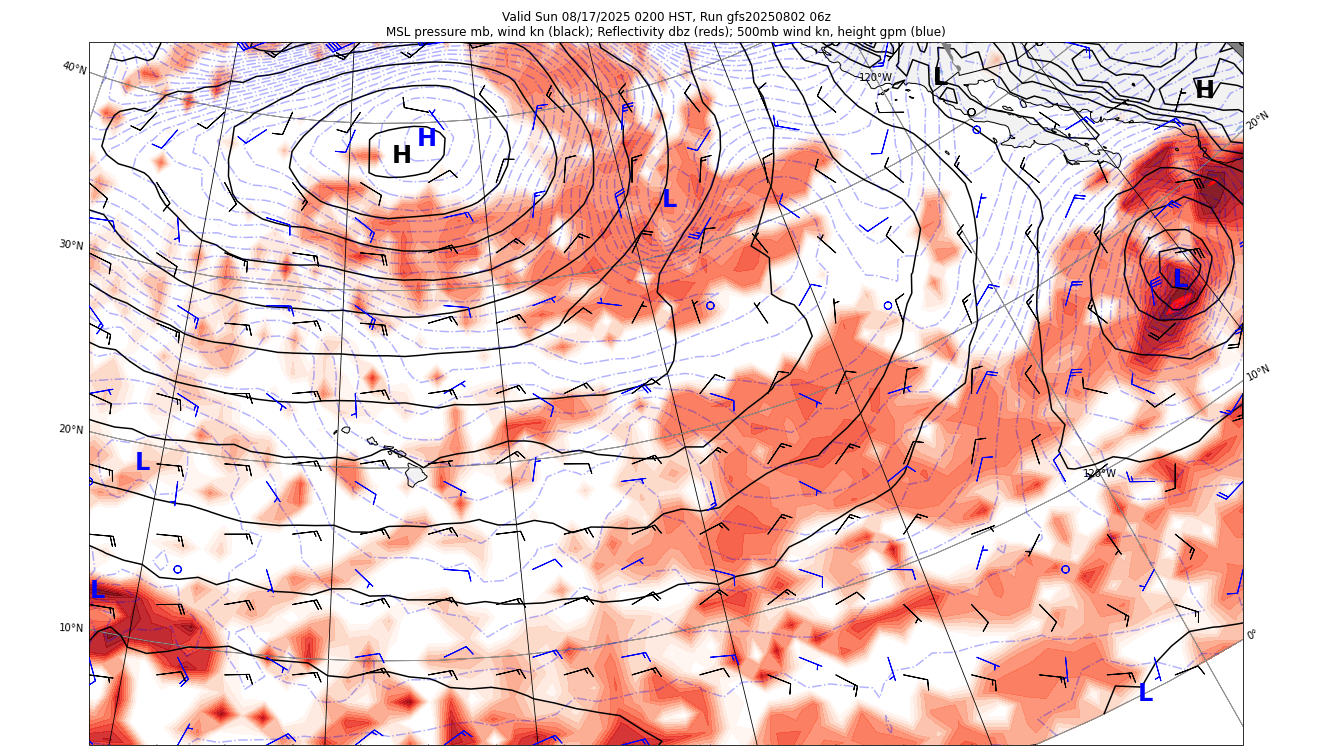 Valid Sun 08/17/2025 0200 HST, Run gfs20250802 06z
MSL pressure mb, wind kn (black); Reflectivity dbz (reds); 500mb wind kn, height gpm (blue)
40°N
120°W
L
H
20°N
H
H
L
30°N
L
10°N
20°N
L
120°W
L
10°N
0°
L